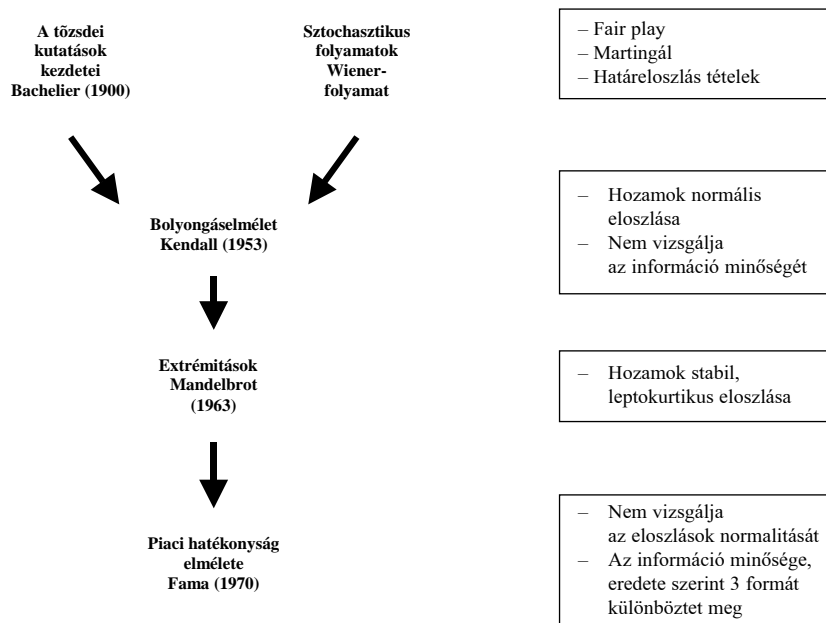 A tõzsdei
kutatások
kezdetei
Bachelier (1900)
Sztochasztikus
folyamatok
Wiener-
folyamat
– Fair play
– Martingál
– Határeloszlás tételek
Bolyongáselmélet
Kendall (1953)
– Hozamok normális
eloszlása
– Nem vizsgálja
az információ minőségét
Extrémitások
Mandelbrot
(1963)
– Hozamok stabil,
leptokurtikus eloszlása
Piaci hatékonyság
elmélete
Fama (1970)
– Nem vizsgálja
az eloszlások normalitását
– Az információ minősége,
eredete szerint 3 formát
különböztet meg